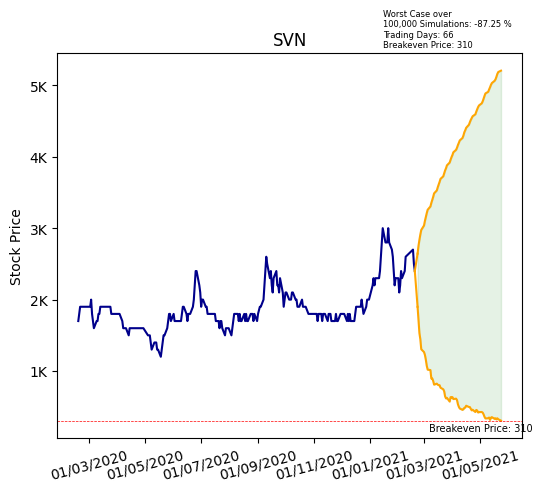 Worst Case over
100,000 Simulations: -87.25 %
Trading Days: 66
Breakeven Price: 310
SVN
Stock Price
5K
4K
3K
2K
1K
Breakeven Price: 310
01/03/2020
01/05/2020
01/07/2020
01/09/2020
01/11/2020
01/01/2021
01/03/2021
01/05/2021